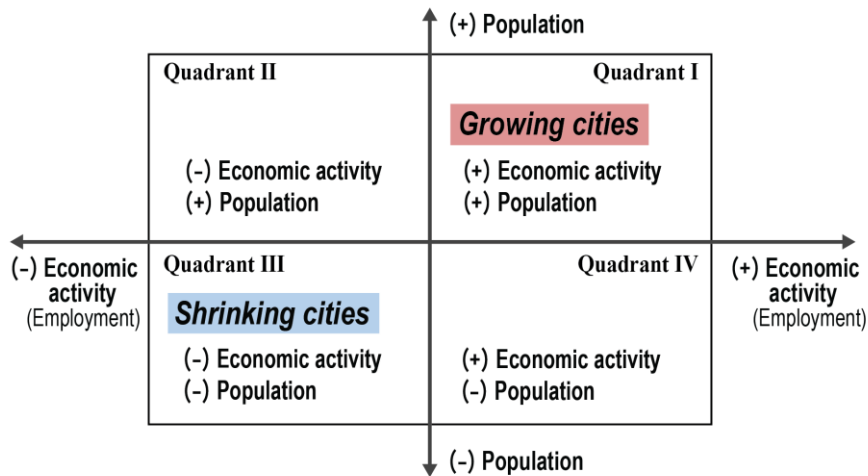 (+) Population
Quadrant II
Quadrant I
Growing cities
(−) Economic activity
(+) Population
(+) Economic activity
(+) Population
(−) Economic
activity
(Employment)
Quadrant III
Quadrant IV
(+) Economic
activity
(Employment)
Shrinking cities
(−) Economic activity
(−) Population
(+) Economic activity
(−) Population
(−) Population